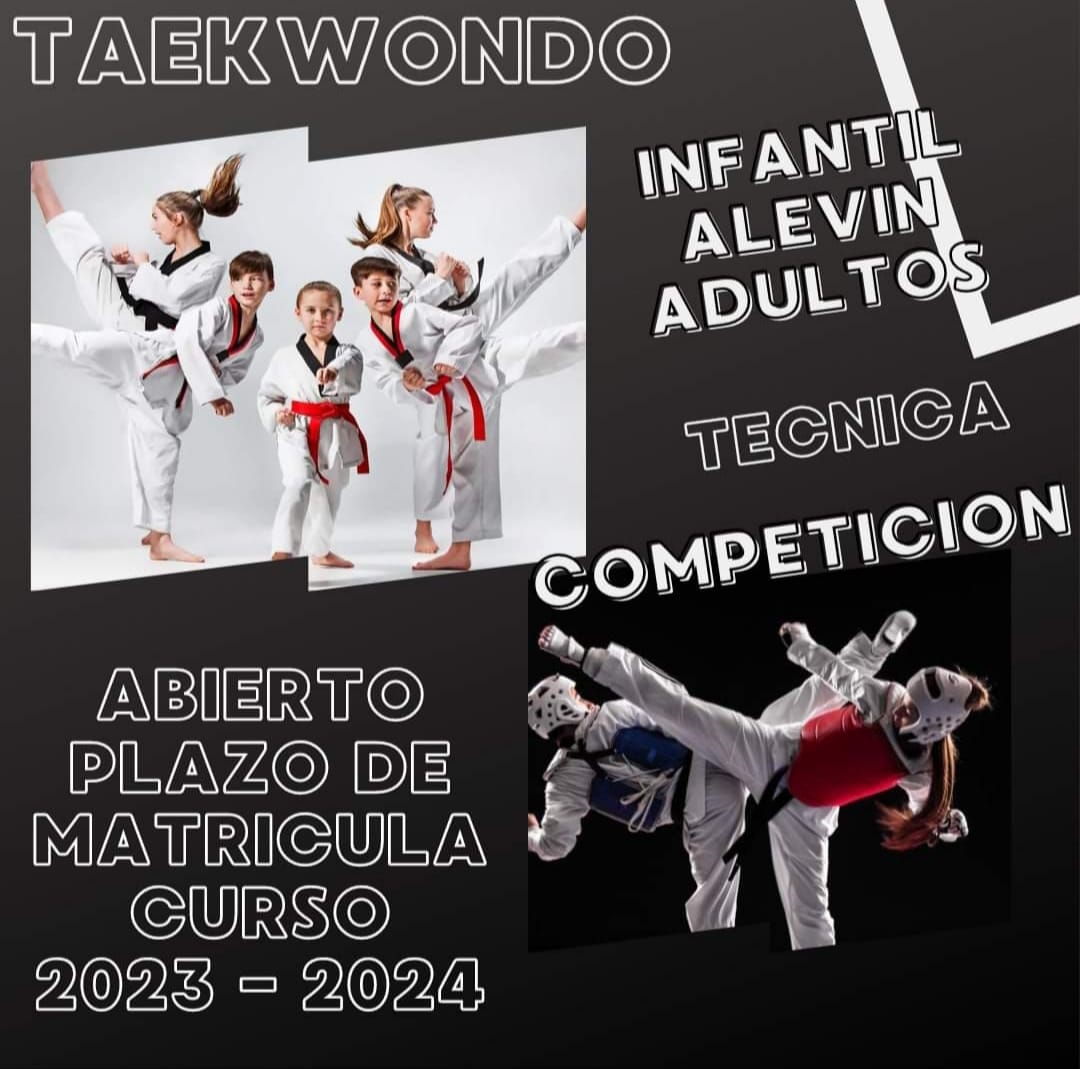 TAEKWONDO
INFANTIL
ALEVIN
ADULTOS
TECNICA
COMPETICION
ABIERTO
PLAZO DE
MATRICULA
CURSO
2023 - 2024